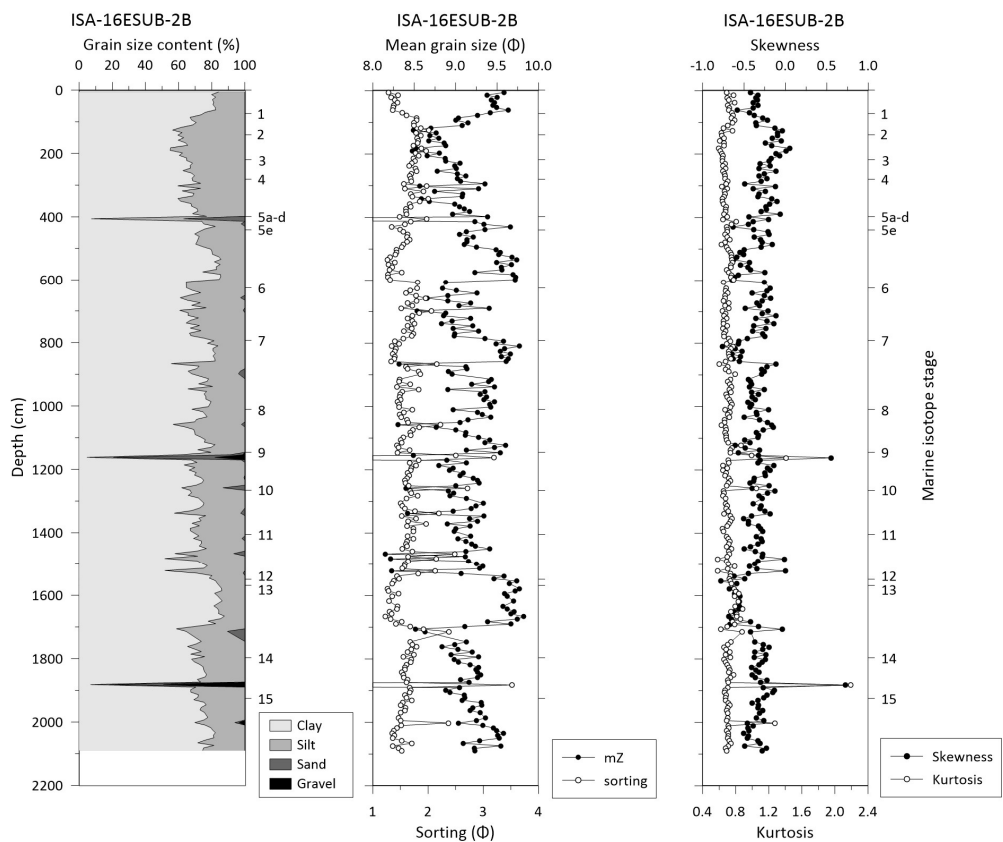 ISA-16ESUB-2B
Grain size content (%)
0 20 40 60 80 100
0
200
400
600
800
1000
1200
1400
1600
1800
2000
2200
Depth (cm)
1
2
3
4
5a-d
5e
6
7
8
9
10
11
12
13
14
15
Clay
Silt
Sand
Gravel
ISA-16ESUB-2B
Mean grain size (Φ)
8.0 8.5 9.0 9.5 10.0
1 2 3 4
Sorting (Φ)
mZ
sorting
ISA-16ESUB-2B
Skewness
-1.0 -0.5 0.0 0.5 1.0
1
2
3
4
5a-d
5e
6
7
8
9
10
11
12
13
14
15
Marine isotope stage
0.4 0.8 1.2 1.6 2.0 2.4
Kurtosis
Skewness
Kurtosis